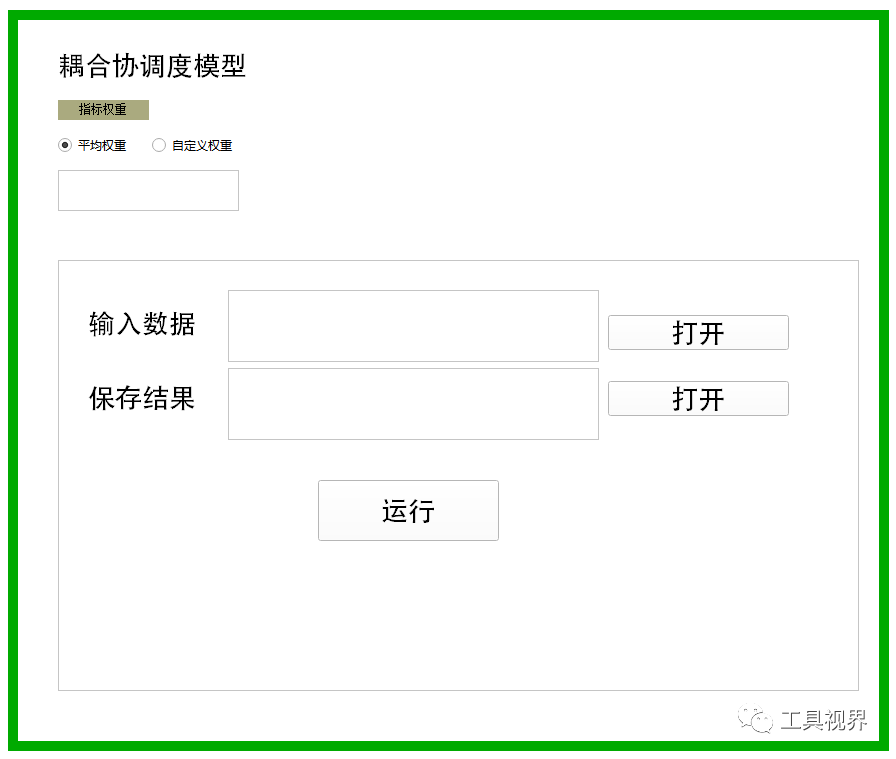 耦合协调度模型
指标权重
平均权重 自定义权重
输入数据 打开
保存结果 打开
运行
工具视界